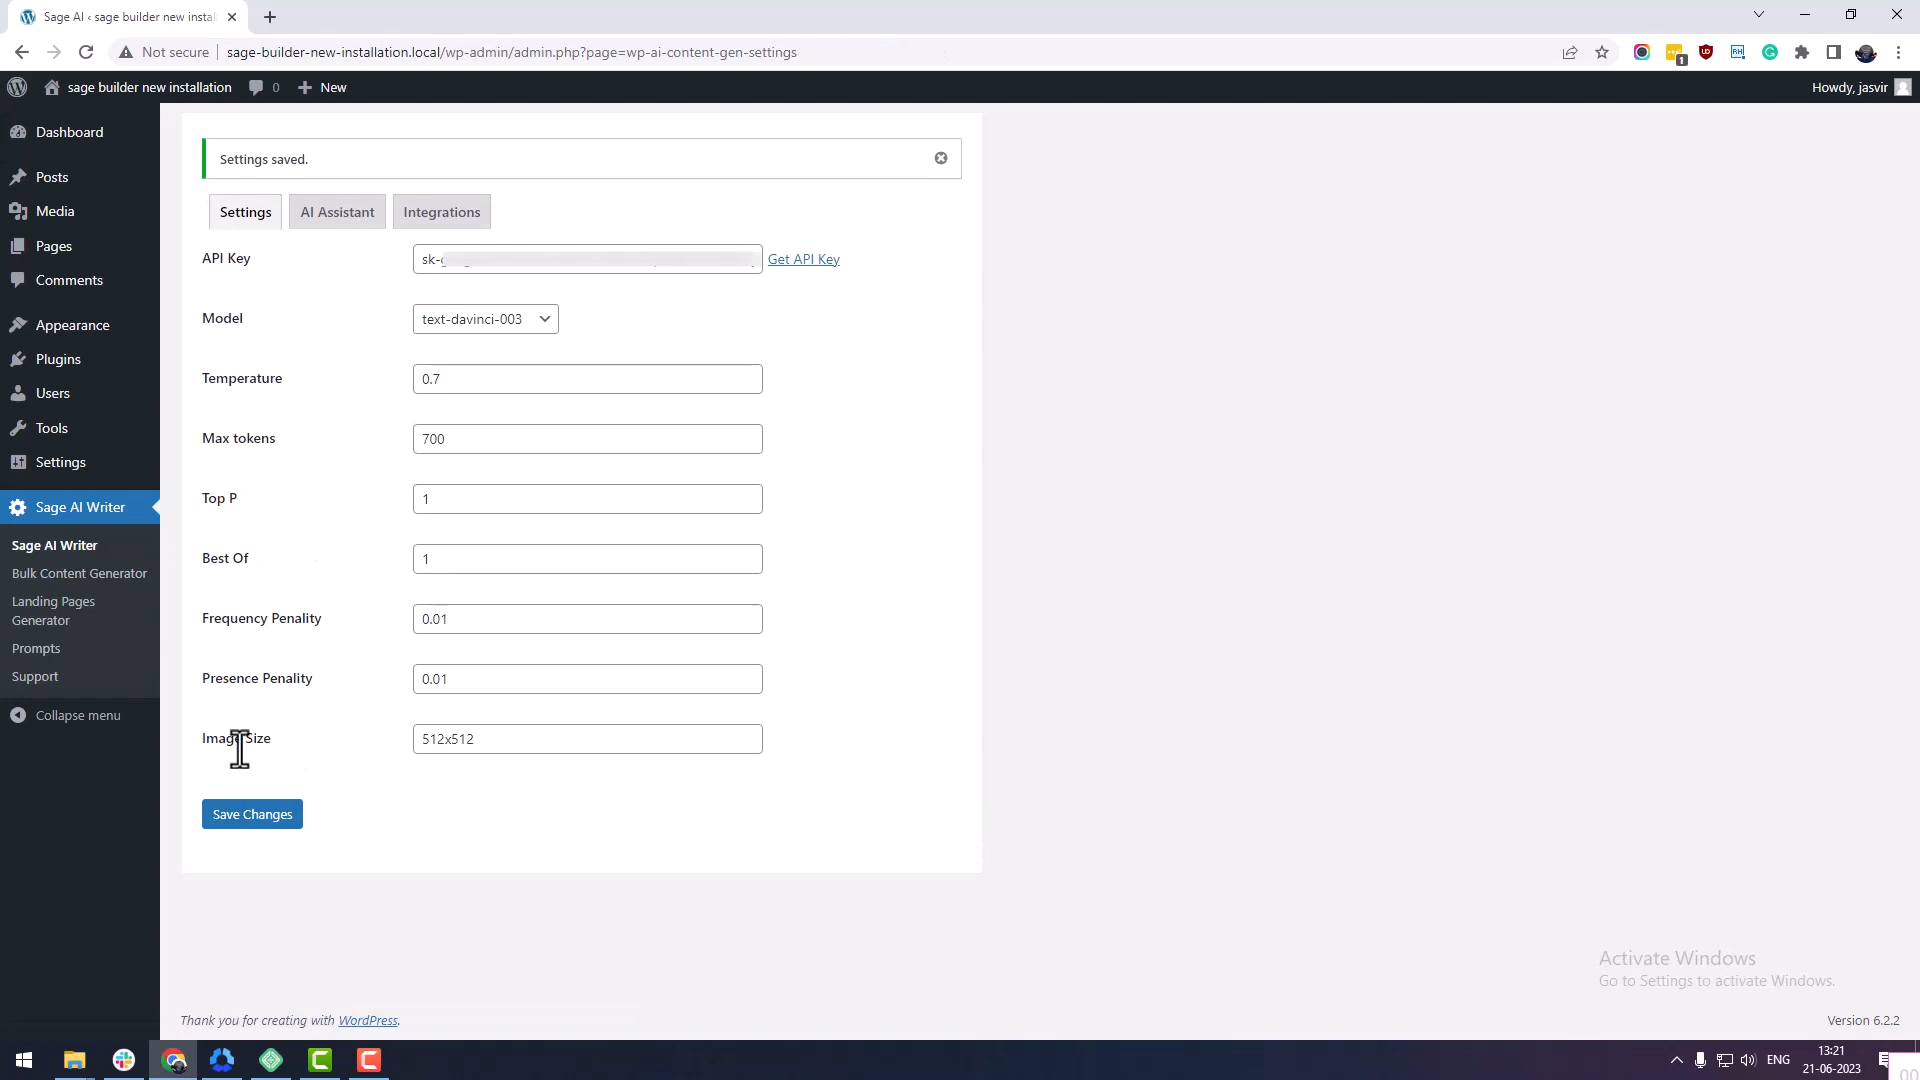 Sage AI ‹ sage builder new instal
Not secure
sage-builder-new-installation.local/wp-admin/admin.php?page=wp-ai-content-gen-settings
1
sage builder new installation
0
New
Howdy, jasvir
Dashboard
Posts
Media
Pages
Comments
Appearance
Plugins
Users
Tools
Settings
Sage AI Writer
Sage AI Writer
Bulk Content Generator
Landing Pages
Generator
Prompts
Support
Collapse menu
Settings saved.
Settings
AI Assistant
Integrations
API Key
sk-
Get API Key
Model
text-davinci-003
Temperature
0.7
Max tokens
700
Top P
1
Best Of
1
Frequency Penality
0.01
Presence Penality
0.01
Image Size
512x512
Save Changes
Activate Windows
Go to Settings to activate Windows.
Thank you for creating with WordPress.
Version 6.2.2
ENG
13:21
21-06-2023
00